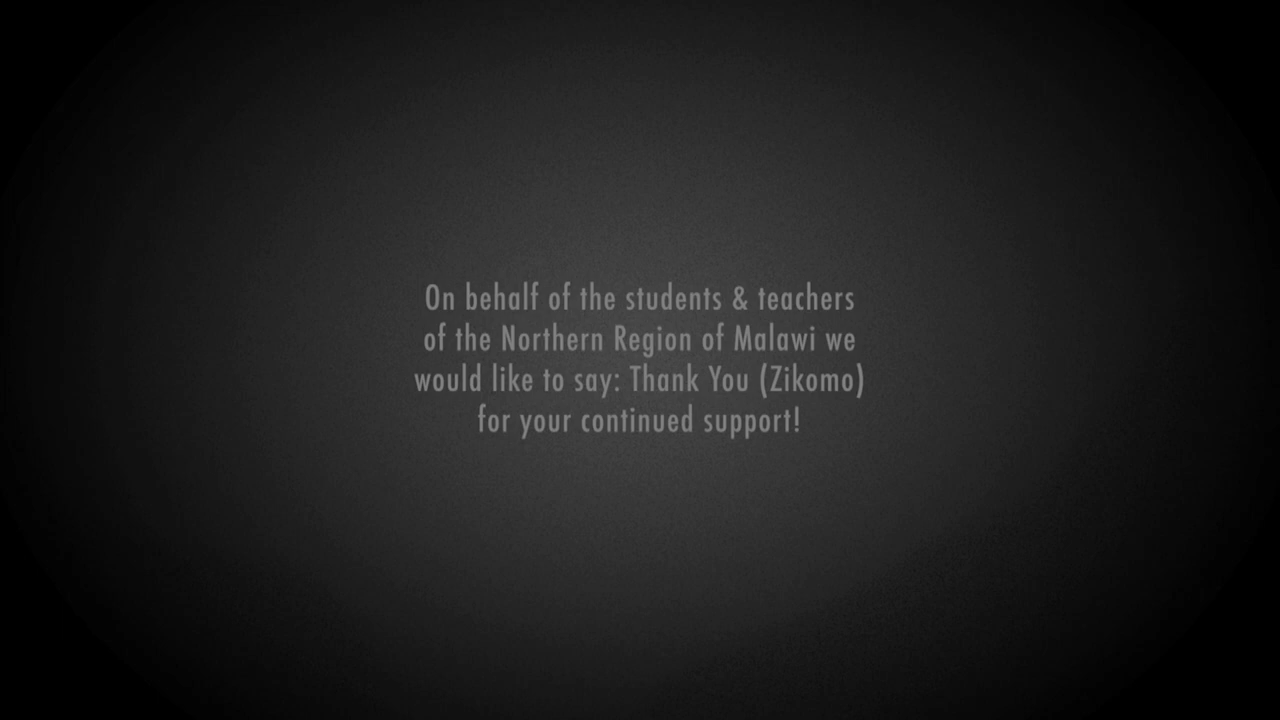 On behalf of the students & teachers
of the Northern Region of Malawi we
would like to say: Thank You (Zikomo)
for your continued support!